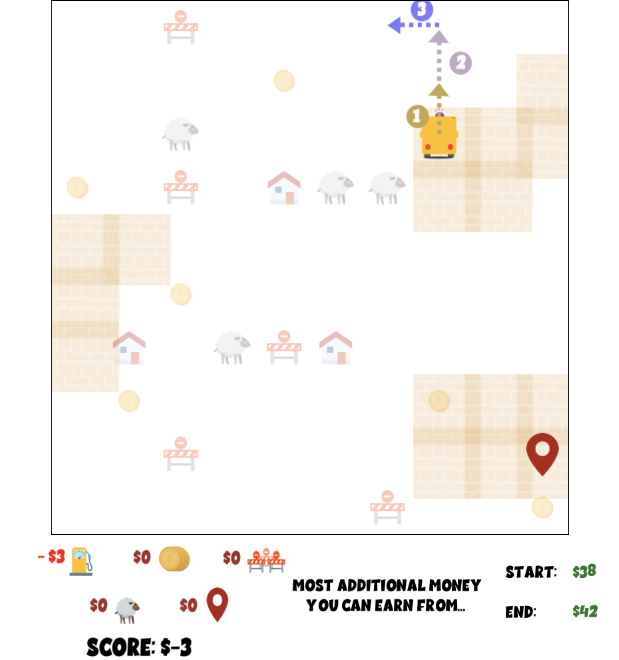 3
2
1
- $3
$0
$0
$0
$0
SCORE: $-3
MOST ADDITIONAL MONEY
YOU CAN EARN FROM...
START: $38
END: $42